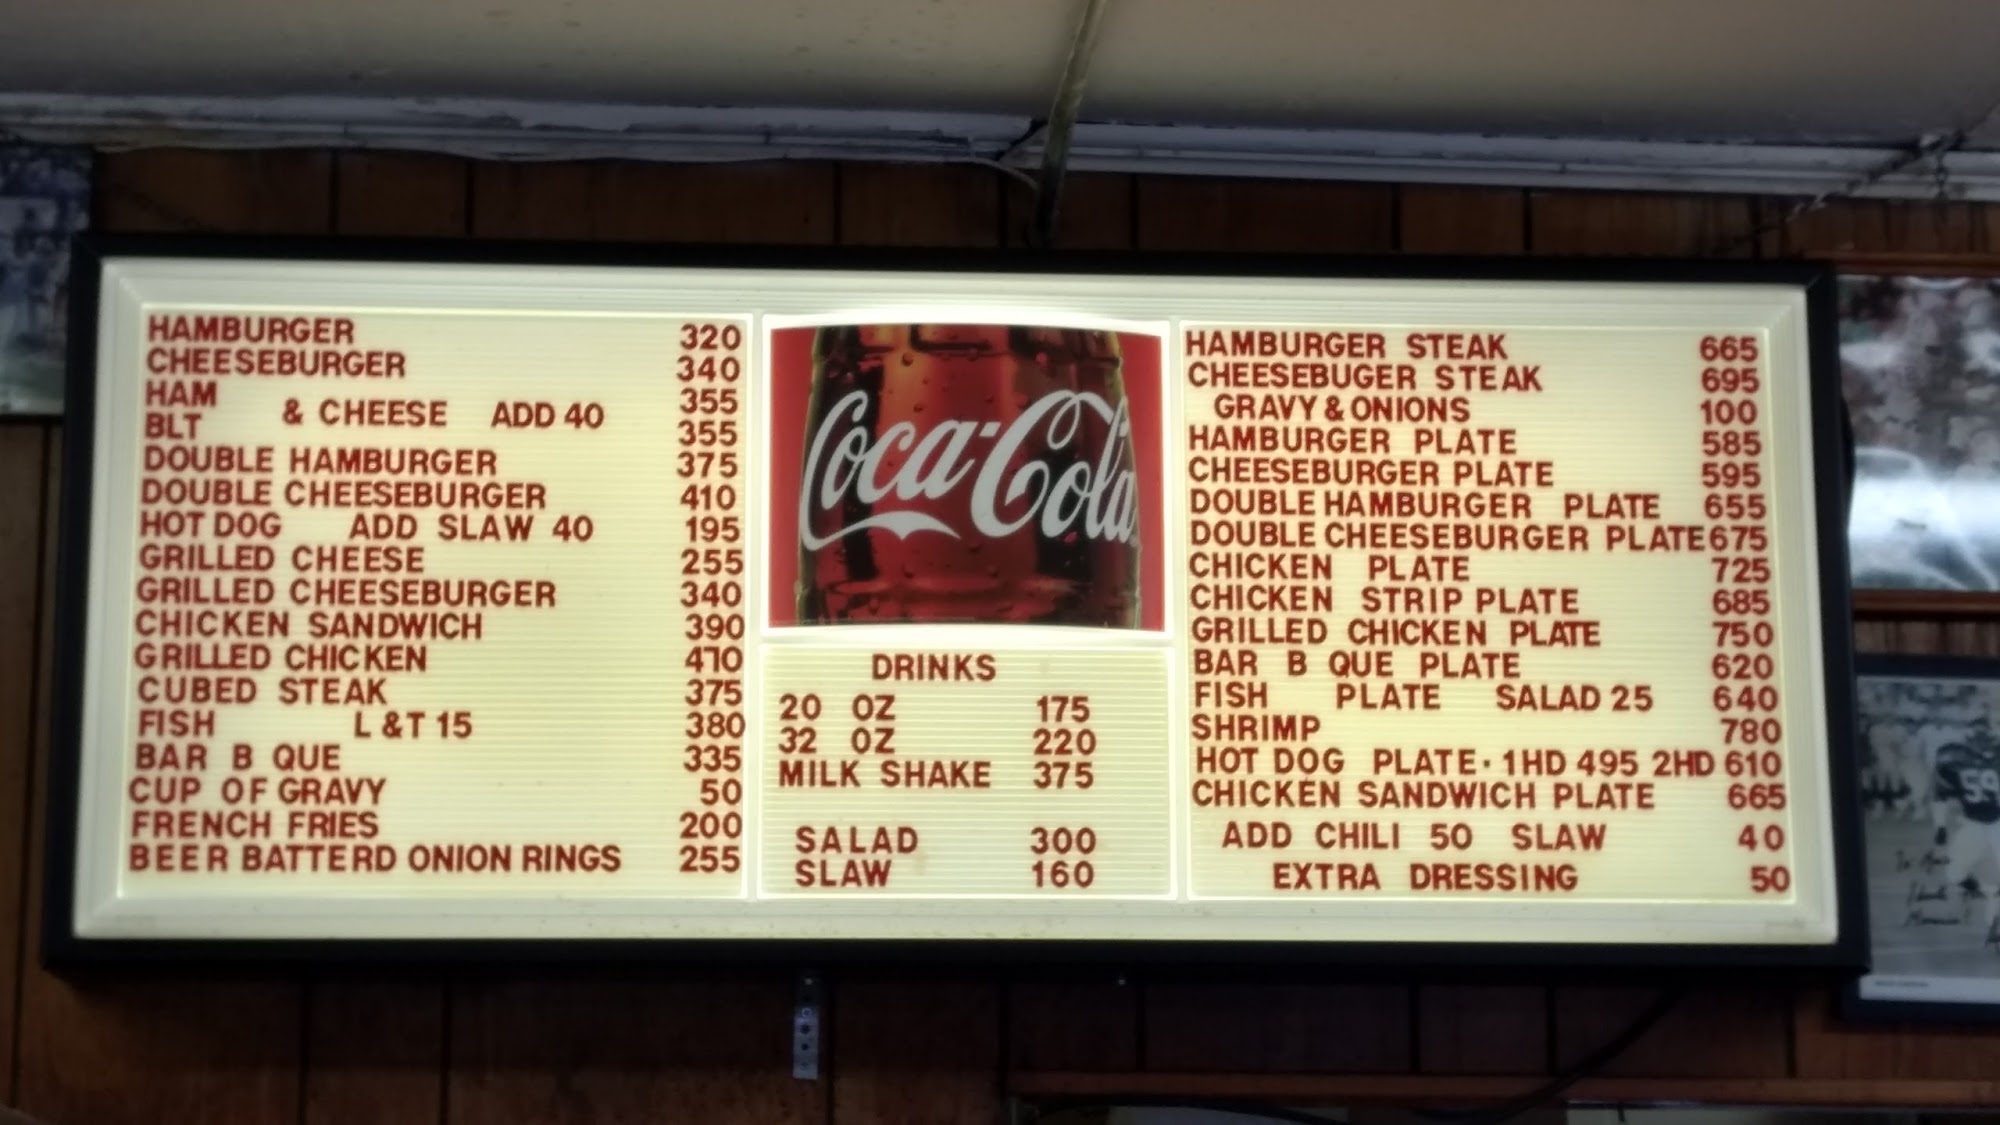 HAMBURGER 320
CHEESEBURGER 340
HAM 355
& CHEESE ADD 40
BLT 355
DOUBLE HAMBURGER 375
DOUBLE CHEESEBURGER 410
HOT DOG ADD SLAW 40 195
GRILLED CHEESE 255
GRILLED CHEESEBURGER 340
CHICKEN SANDWICH 390
GRILLED CHICKEN 410
CUBED STEAK 375
FISH L & T 15 380
BAR B QUE 335
CUP OF GRAVY 50
FRENCH FRIES 200
BEER BATTERD ONION RINGS 255
Coca-Cola
DRINKS
20 OZ 175
32 OZ 220
MILK SHAKE 375
SALAD 300
SLAW 160
HAMBURGER STEAK 665
CHEESEBUGER STEAK 695
GRAVY & ONIONS 100
HAMBURGER PLATE 585
CHEESEBURGER PLATE 595
DOUBLE HAMBURGER PLATE 655
DOUBLE CHEESEBURGER PLATE 675
CHICKEN PLATE 725
CHICKEN STRIP PLATE 685
GRILLED CHICKEN PLATE 750
BAR B QUE PLATE 620
FISH PLATE SALAD 25 640
SHRIMP 780
HOT DOG PLATE · 1HD 495 2HD 610
CHICKEN SANDWICH PLATE 665
ADD CHILI 50 SLAW 40
EXTRA DRESSING 50
59